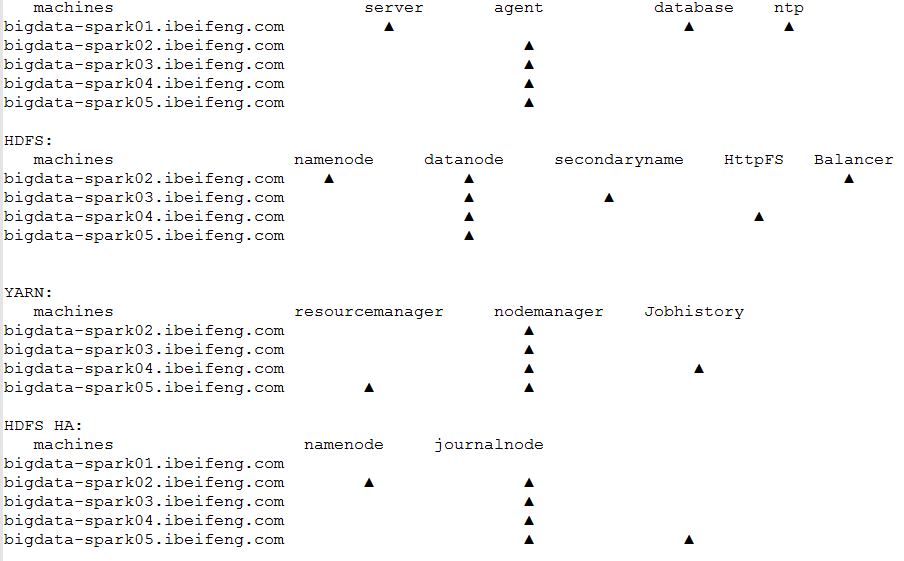 machines server agent database ntp
bigdata-spark01.ibeifeng.com ▲ ▲ ▲
bigdata-spark02.ibeifeng.com ▲
bigdata-spark03.ibeifeng.com ▲
bigdata-spark04.ibeifeng.com ▲
bigdata-spark05.ibeifeng.com ▲
HDFS:
machines namenode datanode secondaryname HttpFS Balancer
bigdata-spark02.ibeifeng.com ▲ ▲ ▲
bigdata-spark03.ibeifeng.com ▲ ▲
bigdata-spark04.ibeifeng.com ▲ ▲
bigdata-spark05.ibeifeng.com ▲
YARN:
machines resourcemanager nodemanager Jobhistory
bigdata-spark02.ibeifeng.com ▲
bigdata-spark03.ibeifeng.com ▲
bigdata-spark04.ibeifeng.com ▲ ▲
bigdata-spark05.ibeifeng.com ▲ ▲
HDFS HA:
machines namenode journalnode
bigdata-spark01.ibeifeng.com
bigdata-spark02.ibeifeng.com ▲ ▲
bigdata-spark03.ibeifeng.com ▲
bigdata-spark04.ibeifeng.com ▲
bigdata-spark05.ibeifeng.com ▲ ▲